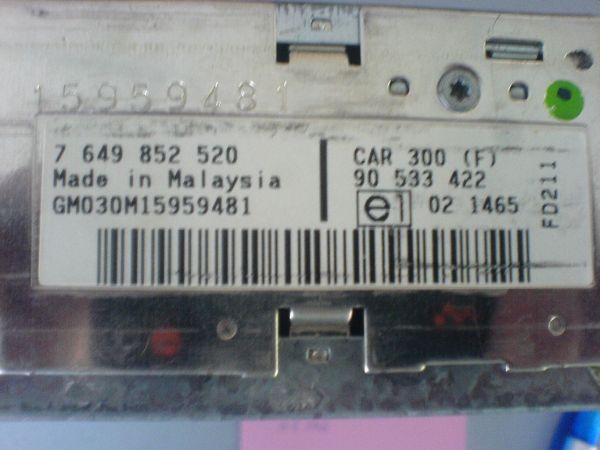 15959481
7 649 852 520
Made in Malaysia
GM030M15959481
CAR 300 (F)
90 533 422
e1 02 1465
FD211